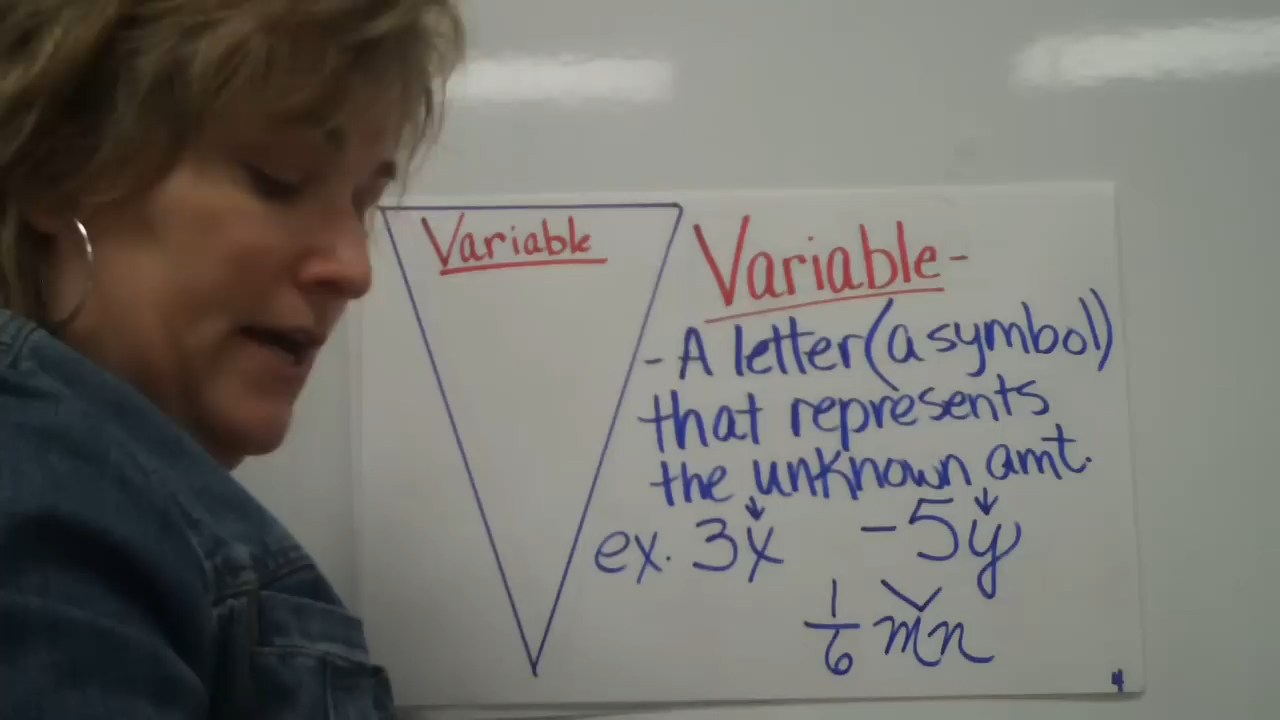 Variable
Variable-
- A letter (a symbol)
that represents
the unknown amt.
ex. 3x -5y
1/6 mn
4